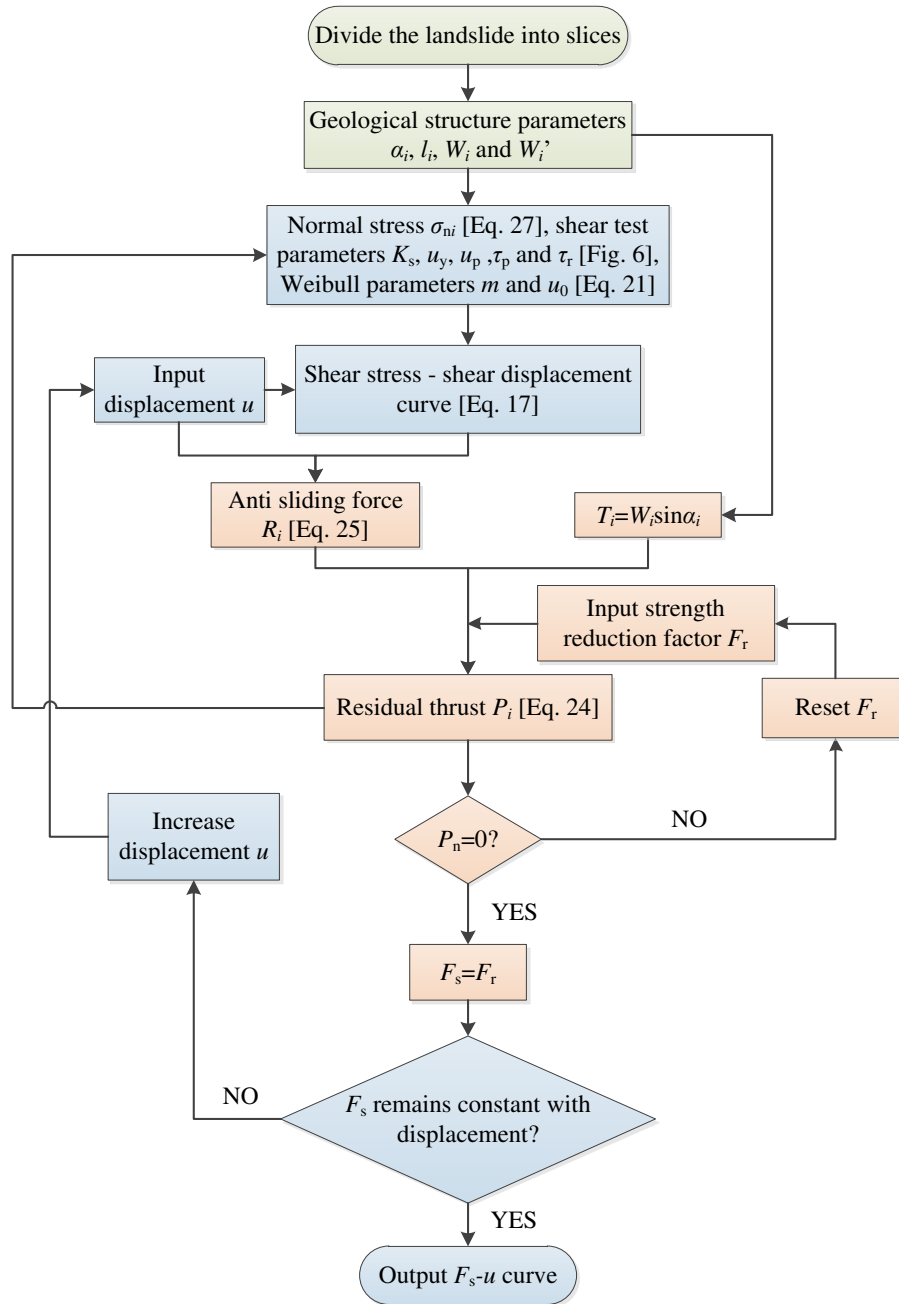 Divide the landslide into slices
Geological structure parameters
αᵢ, lᵢ, Wᵢ and Wᵢ’
Normal stress σₙᵢ [Eq. 27], shear test
parameters Kₛ, u_y, uₚ ,τₚ and τᵣ [Fig. 6],
Weibull parameters m and u₀ [Eq. 21]
Input
displacement u
Shear stress - shear displacement
curve [Eq. 17]
Anti sliding force
Rᵢ [Eq. 25]
Tᵢ=Wᵢsinαᵢ
Input strength
reduction factor Fᵣ
Residual thrust Pᵢ [Eq. 24]
Reset Fᵣ
Increase
displacement u
Pₙ=0?
NO
YES
Fₛ=Fᵣ
NO
Fₛ remains constant with
displacement?
YES
Output Fₛ-u curve